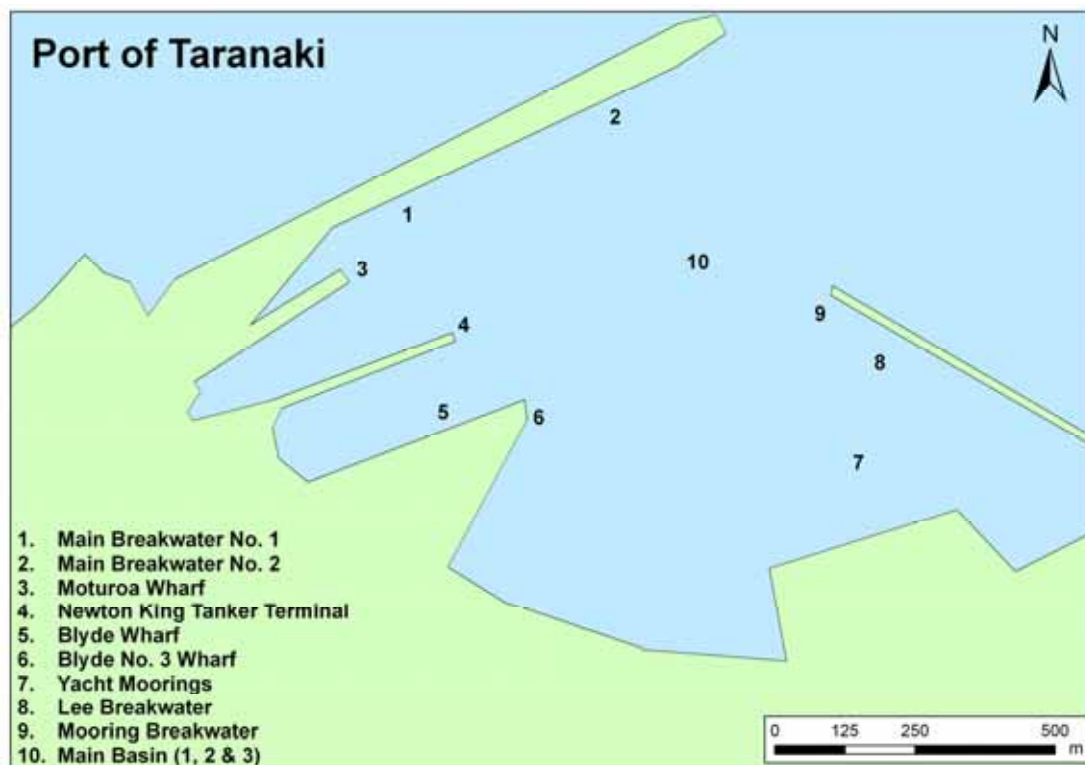 Port of Taranaki
N
2
1
3
10
9
4
8
5
6
7
1. Main Breakwater No. 1
2. Main Breakwater No. 2
3. Moturoa Wharf
4. Newton King Tanker Terminal
5. Blyde Wharf
6. Blyde No. 3 Wharf
7. Yacht Moorings
8. Lee Breakwater
9. Mooring Breakwater
10. Main Basin (1, 2 & 3)
0 125 250 500
m